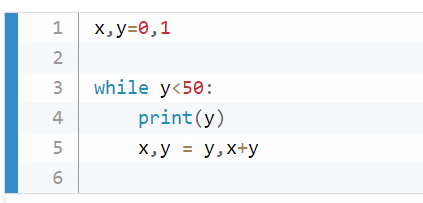 1 x,y=0,1
2
3 while y<50:
4     print(y)
5     x,y = y,x+y
6